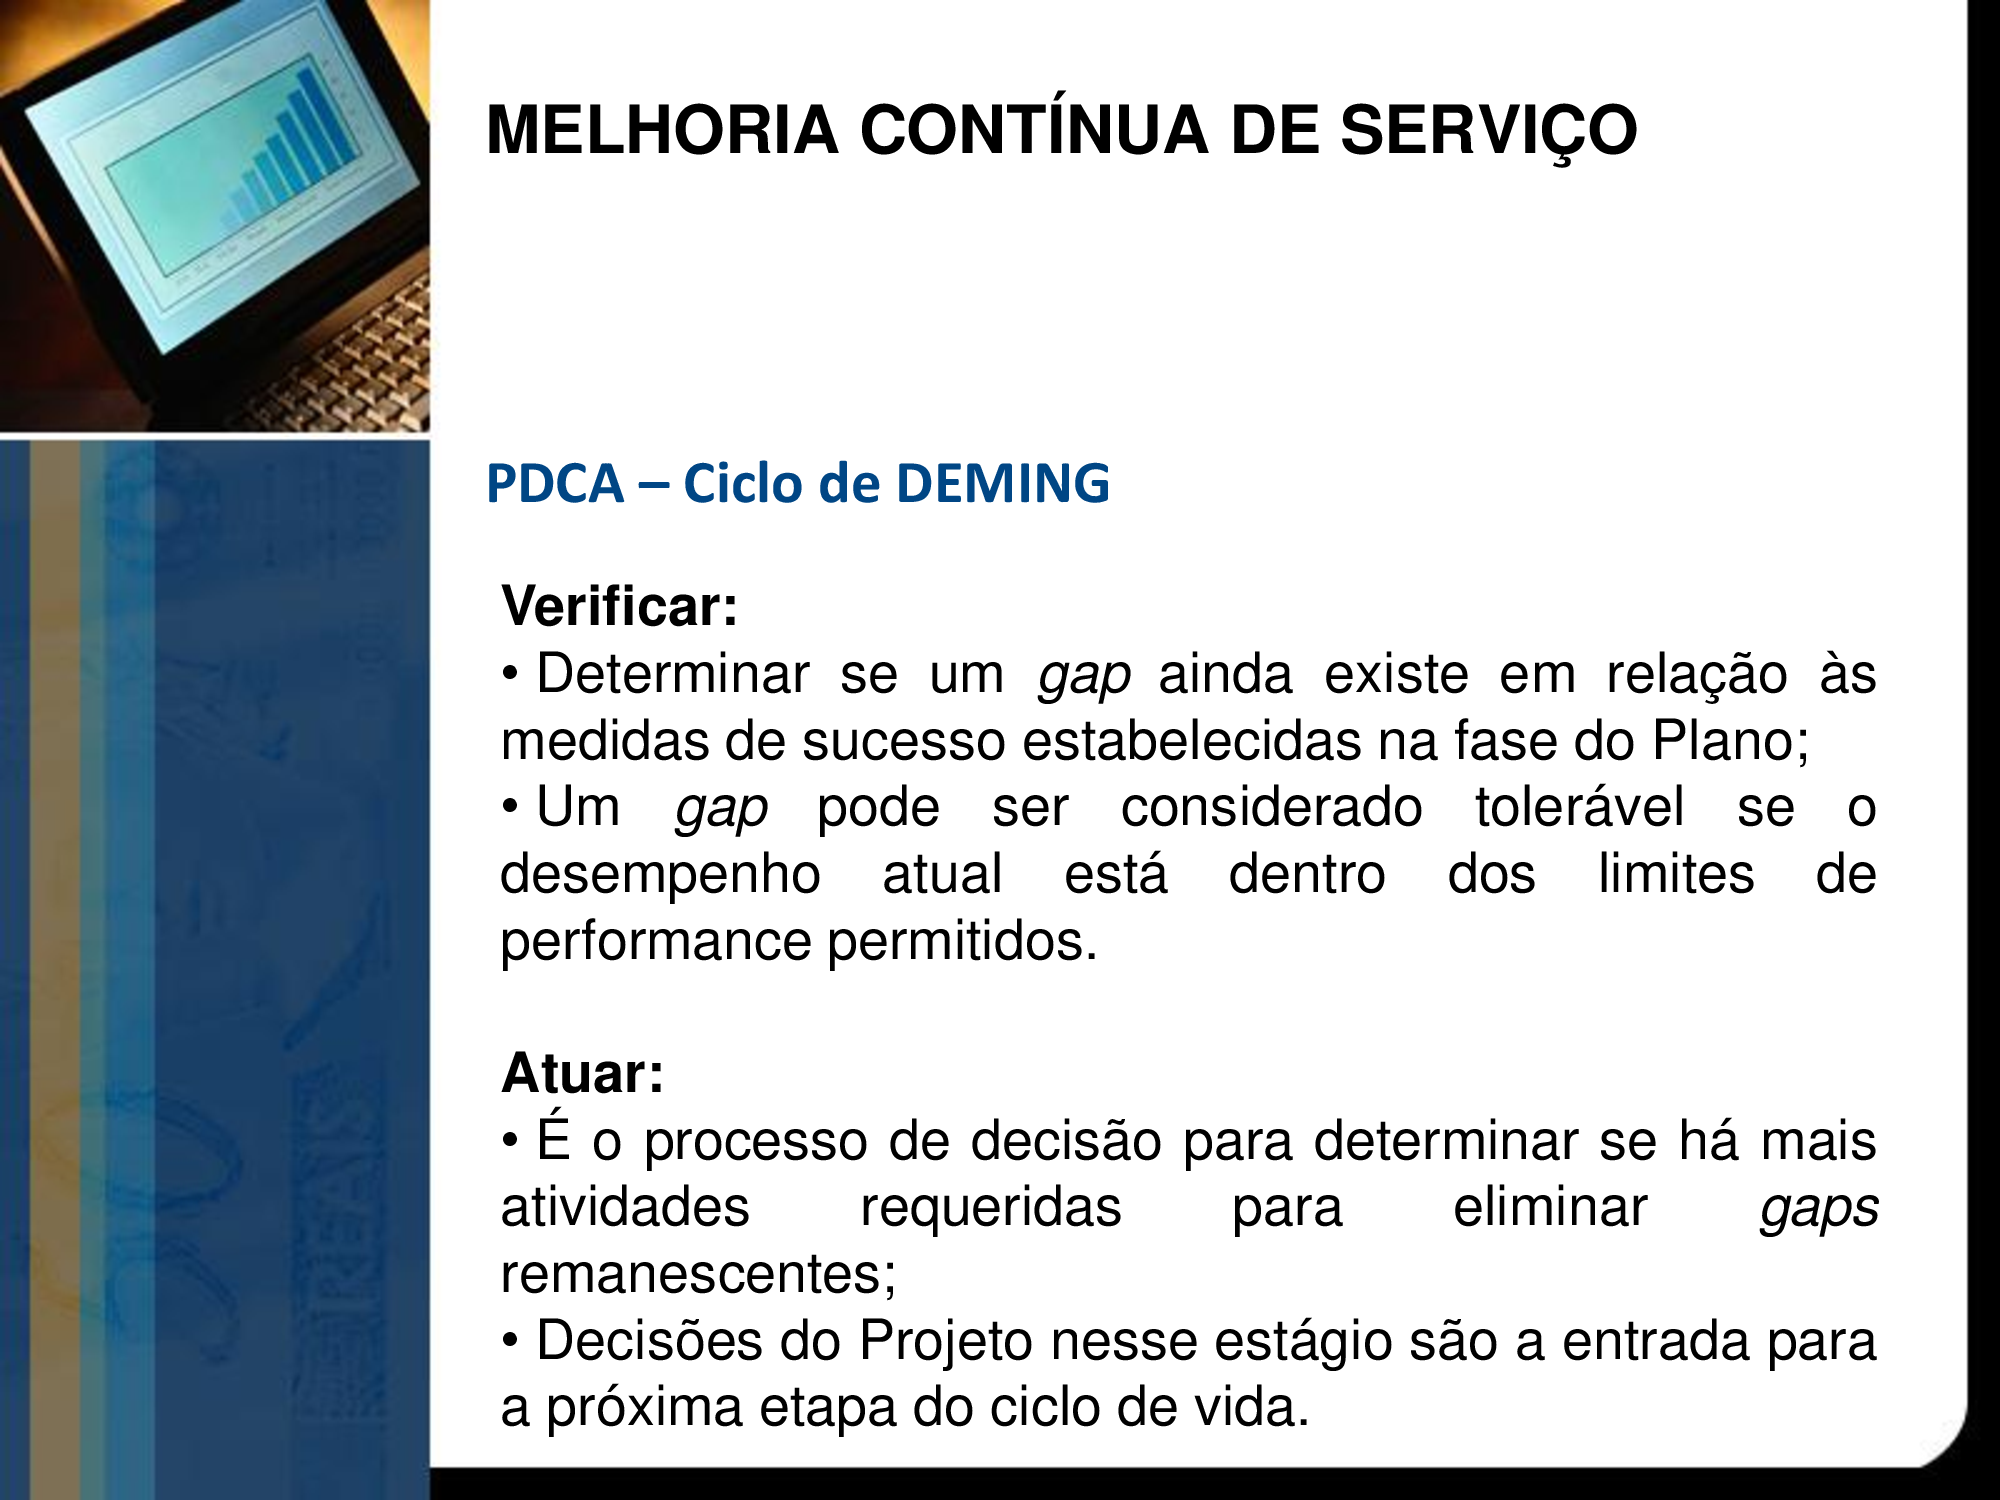 MELHORIA CONTÍNUA DE SERVIÇO
PDCA – Ciclo de DEMING
Verificar:
• Determinar se um gap ainda existe em relação às
medidas de sucesso estabelecidas na fase do Plano;
• Um gap pode ser considerado tolerável se o
desempenho atual está dentro dos limites de
performance permitidos.
Atuar:
• É o processo de decisão para determinar se há mais
atividades requeridas para eliminar gaps
remanescentes;
• Decisões do Projeto nesse estágio são a entrada para
a próxima etapa do ciclo de vida.
REAIS